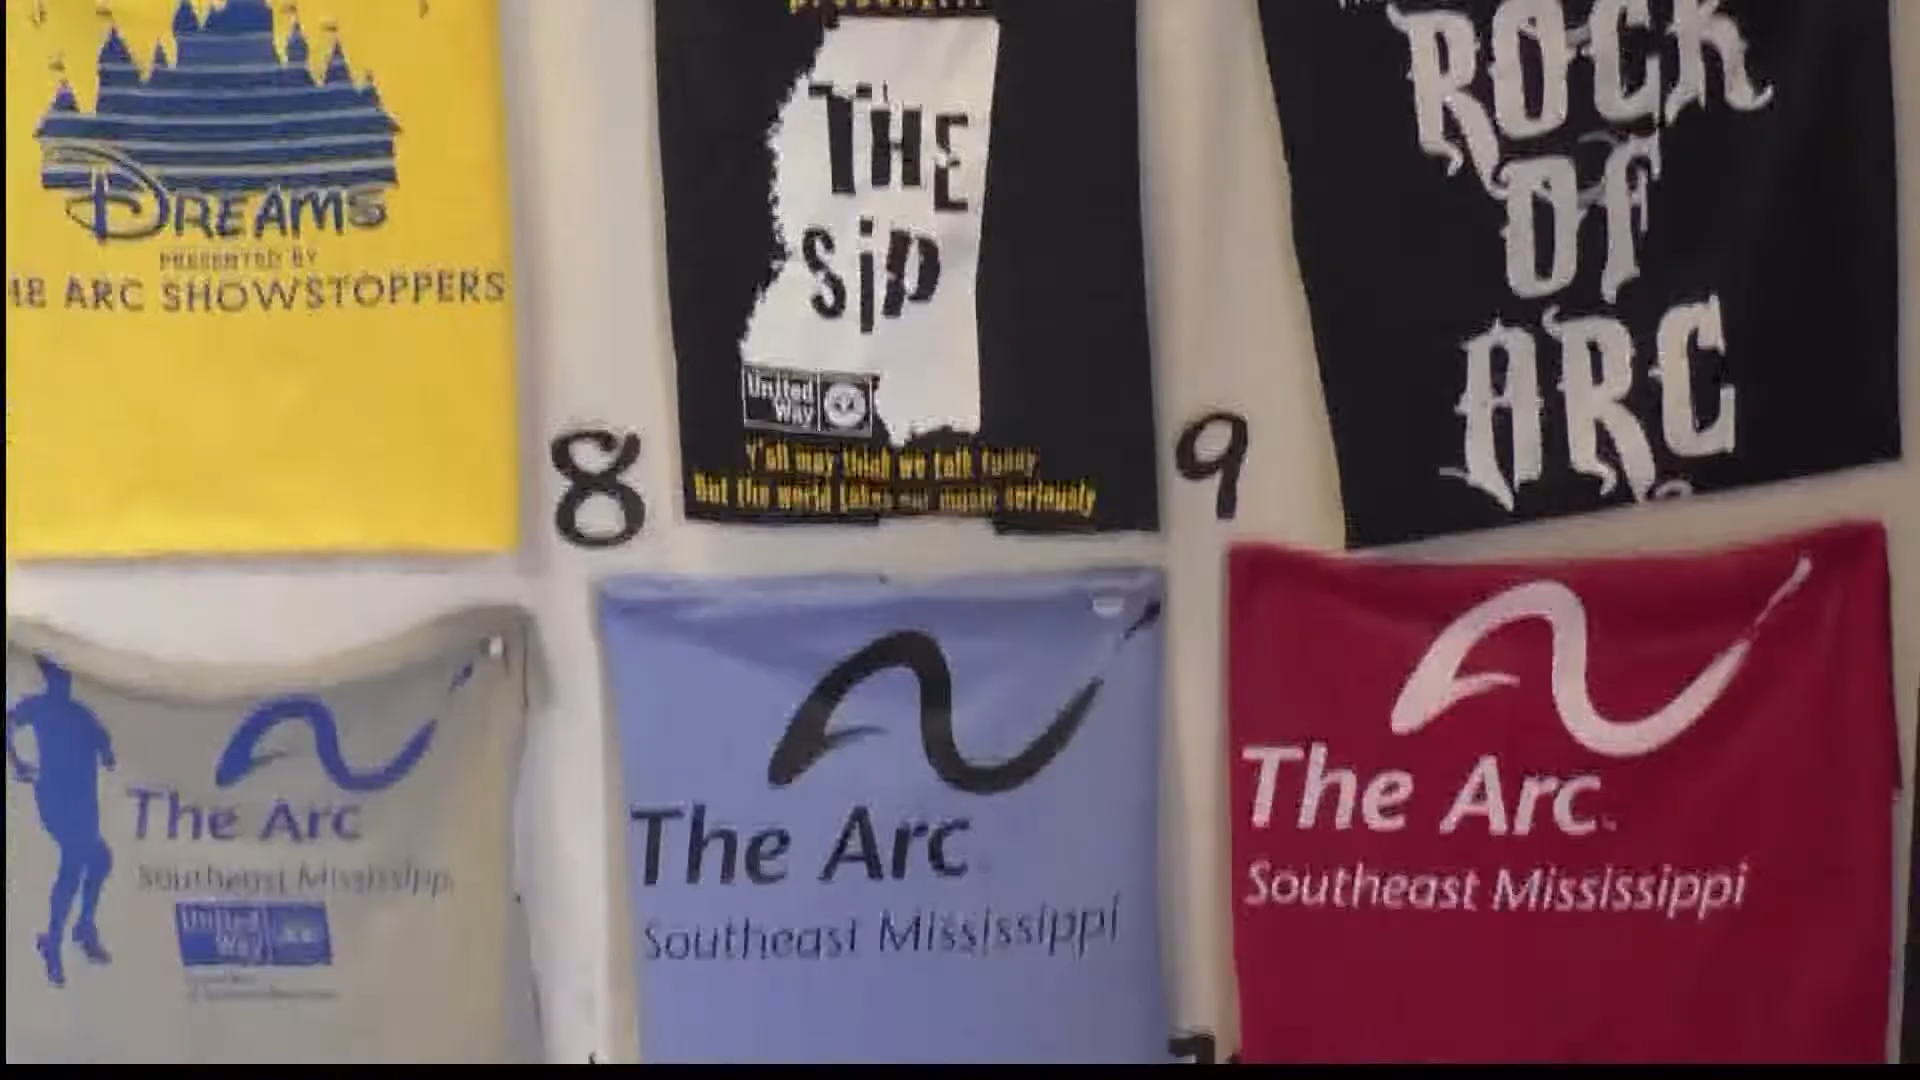 DREAMS
PRESENTED BY
ARC SHOWSTOPPERS
THE
SiP
United
Way
Y'all may think we talk funny
But the world takes our music seriously
ROCK
OF
ARC
8
9
The Arc
Southeast Mississippi
United
Way
The Arc
Southeast Mississippi
The Arc
Southeast Mississippi